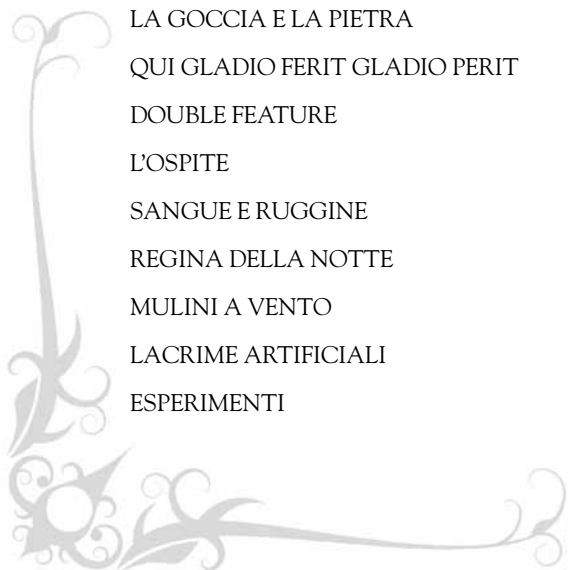 LA GOCCIA E LA PIETRA
QUI GLADIO FERIT GLADIO PERIT
DOUBLE FEATURE
L'OSPITE
SANGUE E RUGGINE
REGINA DELLA NOTTE
MULINI A VENTO
LACRIME ARTIFICIALI
ESPERIMENTI